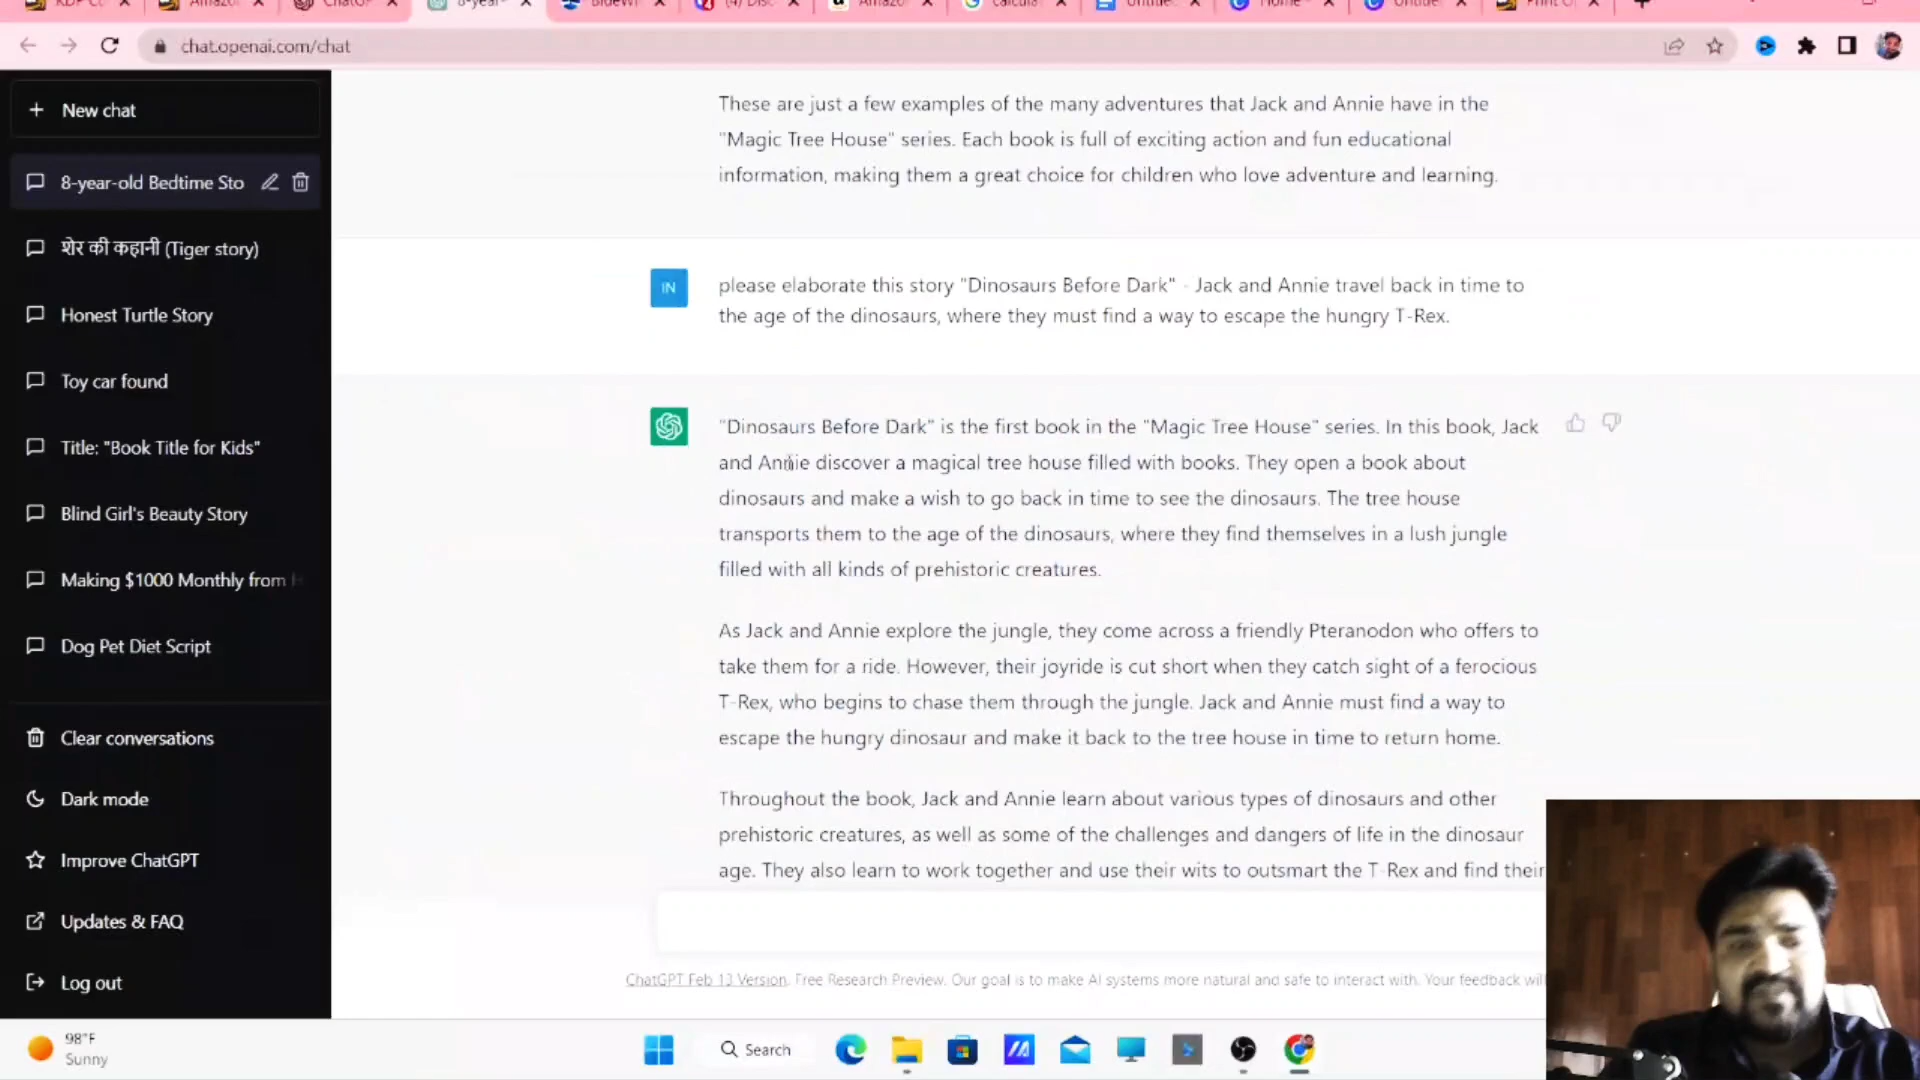 ChatG
8-year-
(4) Disc
Amazo
calcula
Untitle
Home -
Untitle
Print O
chat.openai.com/chat
New chat
8-year-old Bedtime Sto
शेर की कहानी (Tiger story)
Honest Turtle Story
Toy car found
Title: "Book Title for Kids"
Blind Girl's Beauty Story
Making $1000 Monthly from
Dog Pet Diet Script
Clear conversations
Dark mode
Improve ChatGPT
Updates & FAQ
Log out
These are just a few examples of the many adventures that Jack and Annie have in the
"Magic Tree House" series. Each book is full of exciting action and fun educational
information, making them a great choice for children who love adventure and learning.
IN
please elaborate this story "Dinosaurs Before Dark" - Jack and Annie travel back in time to
the age of the dinosaurs, where they must find a way to escape the hungry T-Rex.
"Dinosaurs Before Dark" is the first book in the "Magic Tree House" series. In this book, Jack
and Annie discover a magical tree house filled with books. They open a book about
dinosaurs and make a wish to go back in time to see the dinosaurs. The tree house
transports them to the age of the dinosaurs, where they find themselves in a lush jungle
filled with all kinds of prehistoric creatures.
As Jack and Annie explore the jungle, they come across a friendly Pteranodon who offers to
take them for a ride. However, their joyride is cut short when they catch sight of a ferocious
T-Rex, who begins to chase them through the jungle. Jack and Annie must find a way to
escape the hungry dinosaur and make it back to the tree house in time to return home.
Throughout the book, Jack and Annie learn about various types of dinosaurs and other
prehistoric creatures, as well as some of the challenges and dangers of life in the dinosaur
age. They also learn to work together and use their wits to outsmart the T-Rex and find their
ChatGPT Feb 13 Version. Free Research Preview. Our goal is to make AI systems more natural and safe to interact with. Your feedback wil
98°F
Sunny
Search